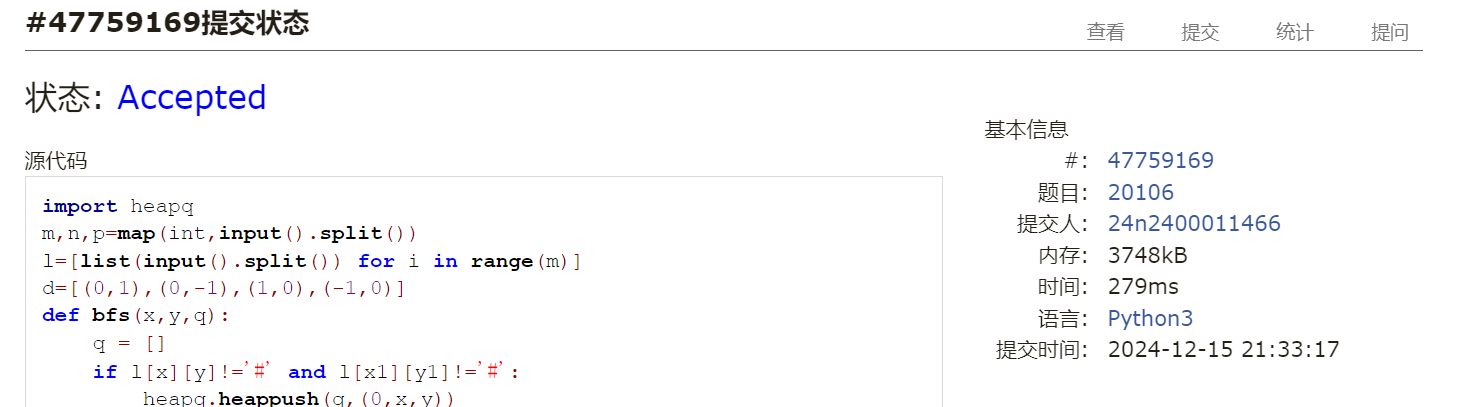 #47759169提交状态
查看 提交 统计 提问
状态: Accepted
源代码
import heapq
m,n,p=map(int,input().split())
l=[list(input().split()) for i in range(m)]
d=[(0,1),(0,-1),(1,0),(-1,0)]
def bfs(x,y,q):
    q = []
    if l[x][y]!='#' and l[x1][y1]!='#':
        heapq.heappush(q,(0,x,y))
基本信息
#: 47759169
题目: 20106
提交人: 24n2400011466
内存: 3748kB
时间: 279ms
语言: Python3
提交时间: 2024-12-15 21:33:17